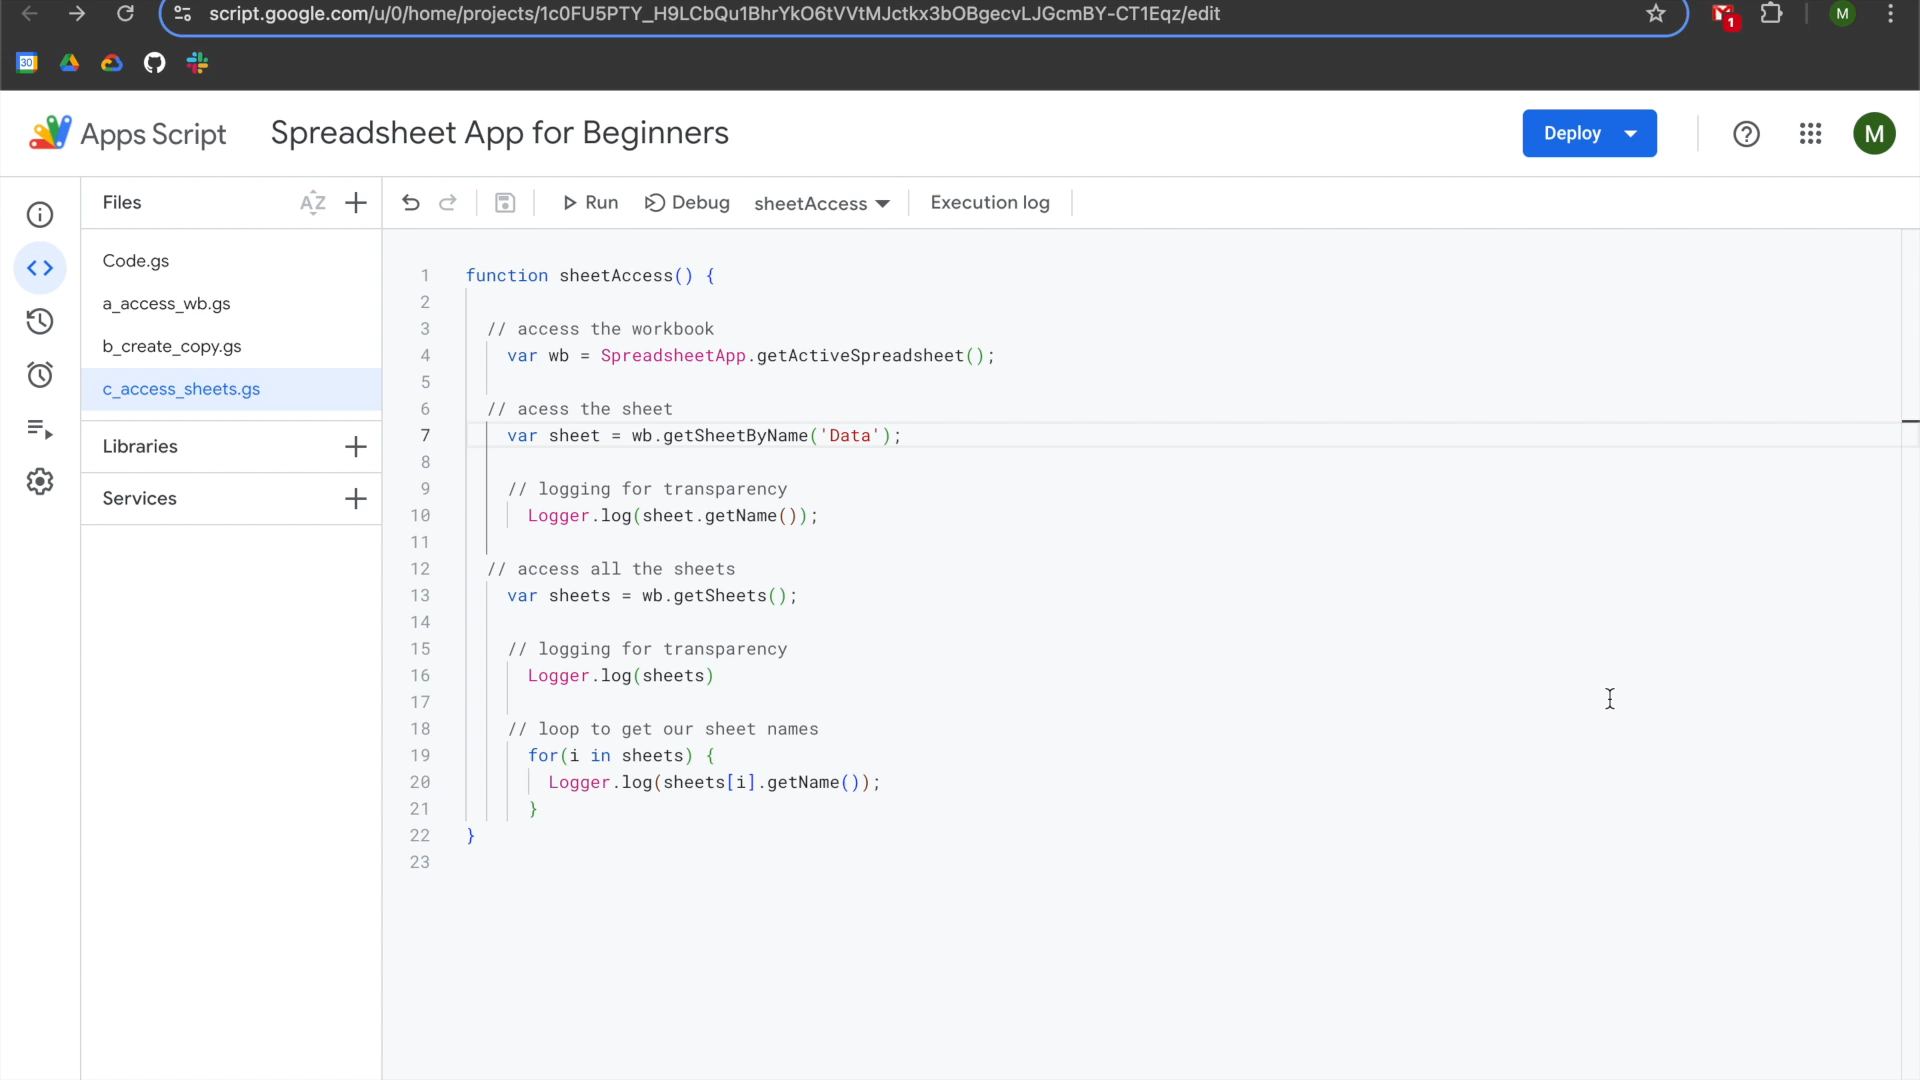 script.google.com/u/0/home/projects/1c0FU5PTY_H9LCbQu1BhrYkO6tVVtMJctkx3bOBgecvLJGcmBY-CT1Eqz/edit
1
M
30
Apps Script
Spreadsheet App for Beginners
Deploy
M
Files
AZ
Run
Debug
sheetAccess
Execution log
Code.gs
a_access_wb.gs
b_create_copy.gs
c_access_sheets.gs
Libraries
Services
1 function sheetAccess() {
2
3 // access the workbook
4 var wb = SpreadsheetApp.getActiveSpreadsheet();
5
6 // acess the sheet
7 var sheet = wb.getSheetByName('Data');
8
9 // logging for transparency
10 Logger.log(sheet.getName());
11
12 // access all the sheets
13 var sheets = wb.getSheets();
14
15 // logging for transparency
16 Logger.log(sheets)
17
18 // loop to get our sheet names
19 for(i in sheets) {
20 Logger.log(sheets[i].getName());
21 }
22 }
23